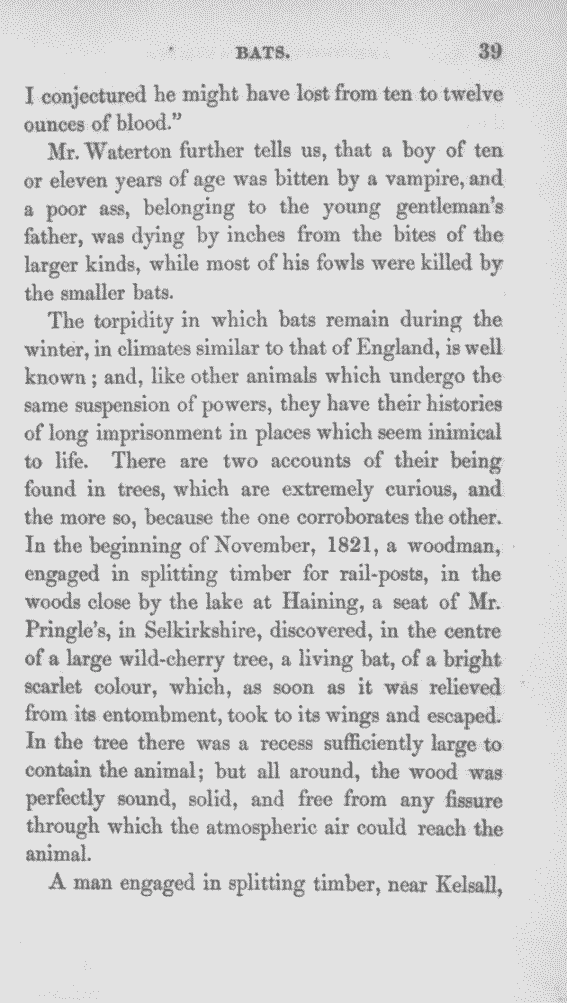 BATS. 39
I conjectured he might have lost from ten to twelve
ounces of blood.”
Mr. Waterton further tells us, that a boy of ten
or eleven years of age was bitten by a vampire, and
a poor ass, belonging to the young gentleman's
father, was dying by inches from the bites of the
larger kinds, while most of his fowls were killed by
the smaller bats.
The torpidity in which bats remain during the
winter, in climates similar to that of England, is well
known ; and, like other animals which undergo the
same suspension of powers, they have their histories
of long imprisonment in places which seem inimical
to life. There are two accounts of their being
found in trees, which are extremely curious, and
the more so, because the one corroborates the other.
In the beginning of November, 1821, a woodman,
engaged in splitting timber for rail-posts, in the
woods close by the lake at Haining, a seat of Mr.
Pringle's, in Selkirkshire, discovered, in the centre
of a large wild-cherry tree, a living bat, of a bright
scarlet colour, which, as soon as it was relieved
from its entombment, took to its wings and escaped.
In the tree there was a recess sufficiently large to
contain the animal; but all around, the wood was
perfectly sound, solid, and free from any fissure
through which the atmospheric air could reach the
animal.
A man engaged in splitting timber, near Kelsall,